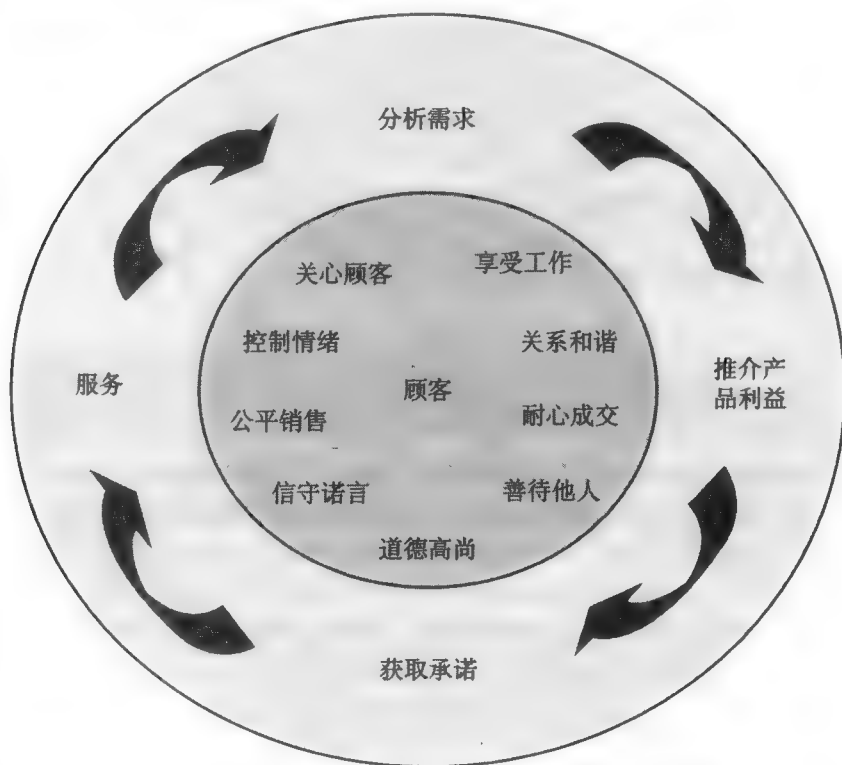 分析需求
关心顾客
享受工作
控制情绪
关系和谐
服务
顾客
推介产
品利益
公平销售
耐心成交
信守诺言
善待他人
道德高尚
获取承诺